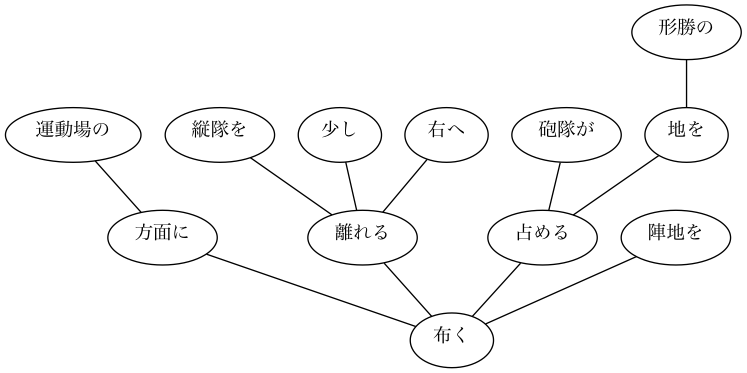 形勝の
運動場の
縦隊を
少し
右へ
砲隊が
地を
方面に
離れる
占める
陣地を
布く